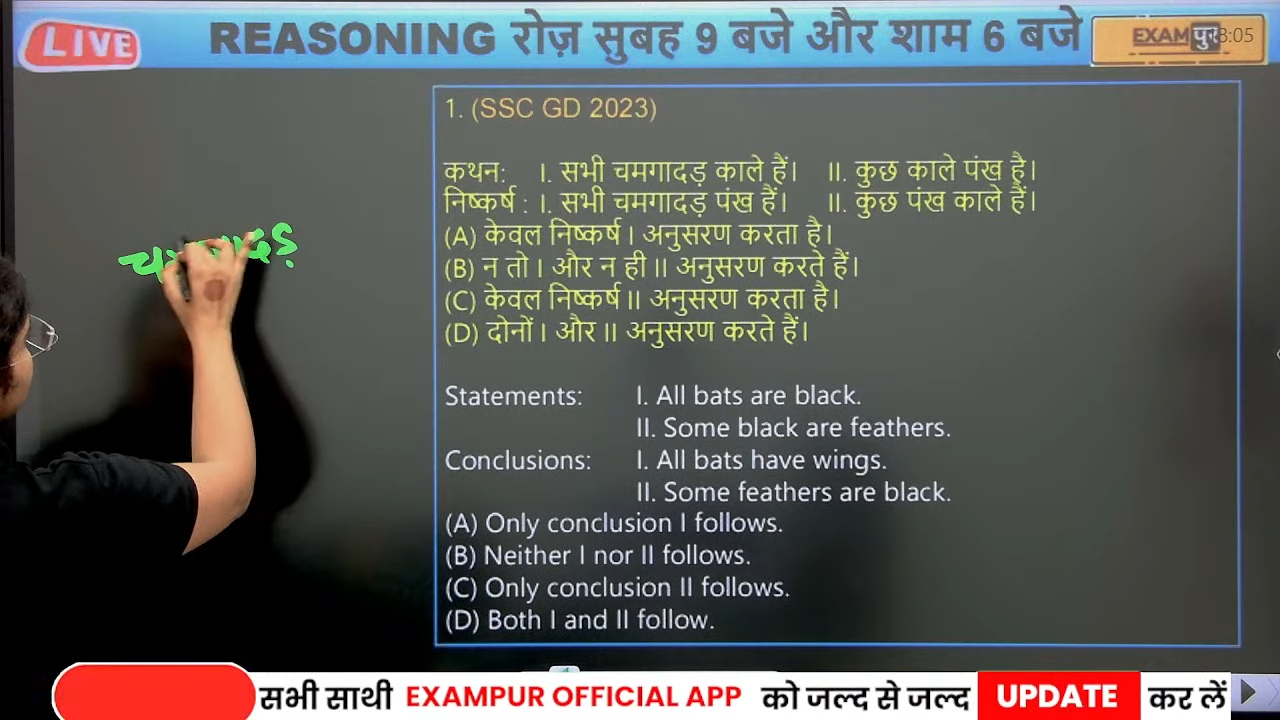 LIVE
REASONING रोज़ सुबह 9 बजे और शाम 6 बजे
EXAMपुर
8:05
1. (SSC GD 2023)
कथन: I. सभी चमगादड़ काले हैं। II. कुछ काले पंख है।
निष्कर्ष : I. सभी चमगादड़ पंख हैं। II. कुछ पंख काले हैं।
(A) केवल निष्कर्ष I अनुसरण करता है।
(B) न तो I और न ही II अनुसरण करते हैं।
(C) केवल निष्कर्ष II अनुसरण करता है।
(D) दोनों I और II अनुसरण करते हैं।
Statements: I. All bats are black.
II. Some black are feathers.
Conclusions: I. All bats have wings.
II. Some feathers are black.
(A) Only conclusion I follows.
(B) Neither I nor II follows.
(C) Only conclusion II follows.
(D) Both I and II follow.
सभी साथी EXAMPUR OFFICIAL APP को जल्द से जल्द UPDATE कर लें